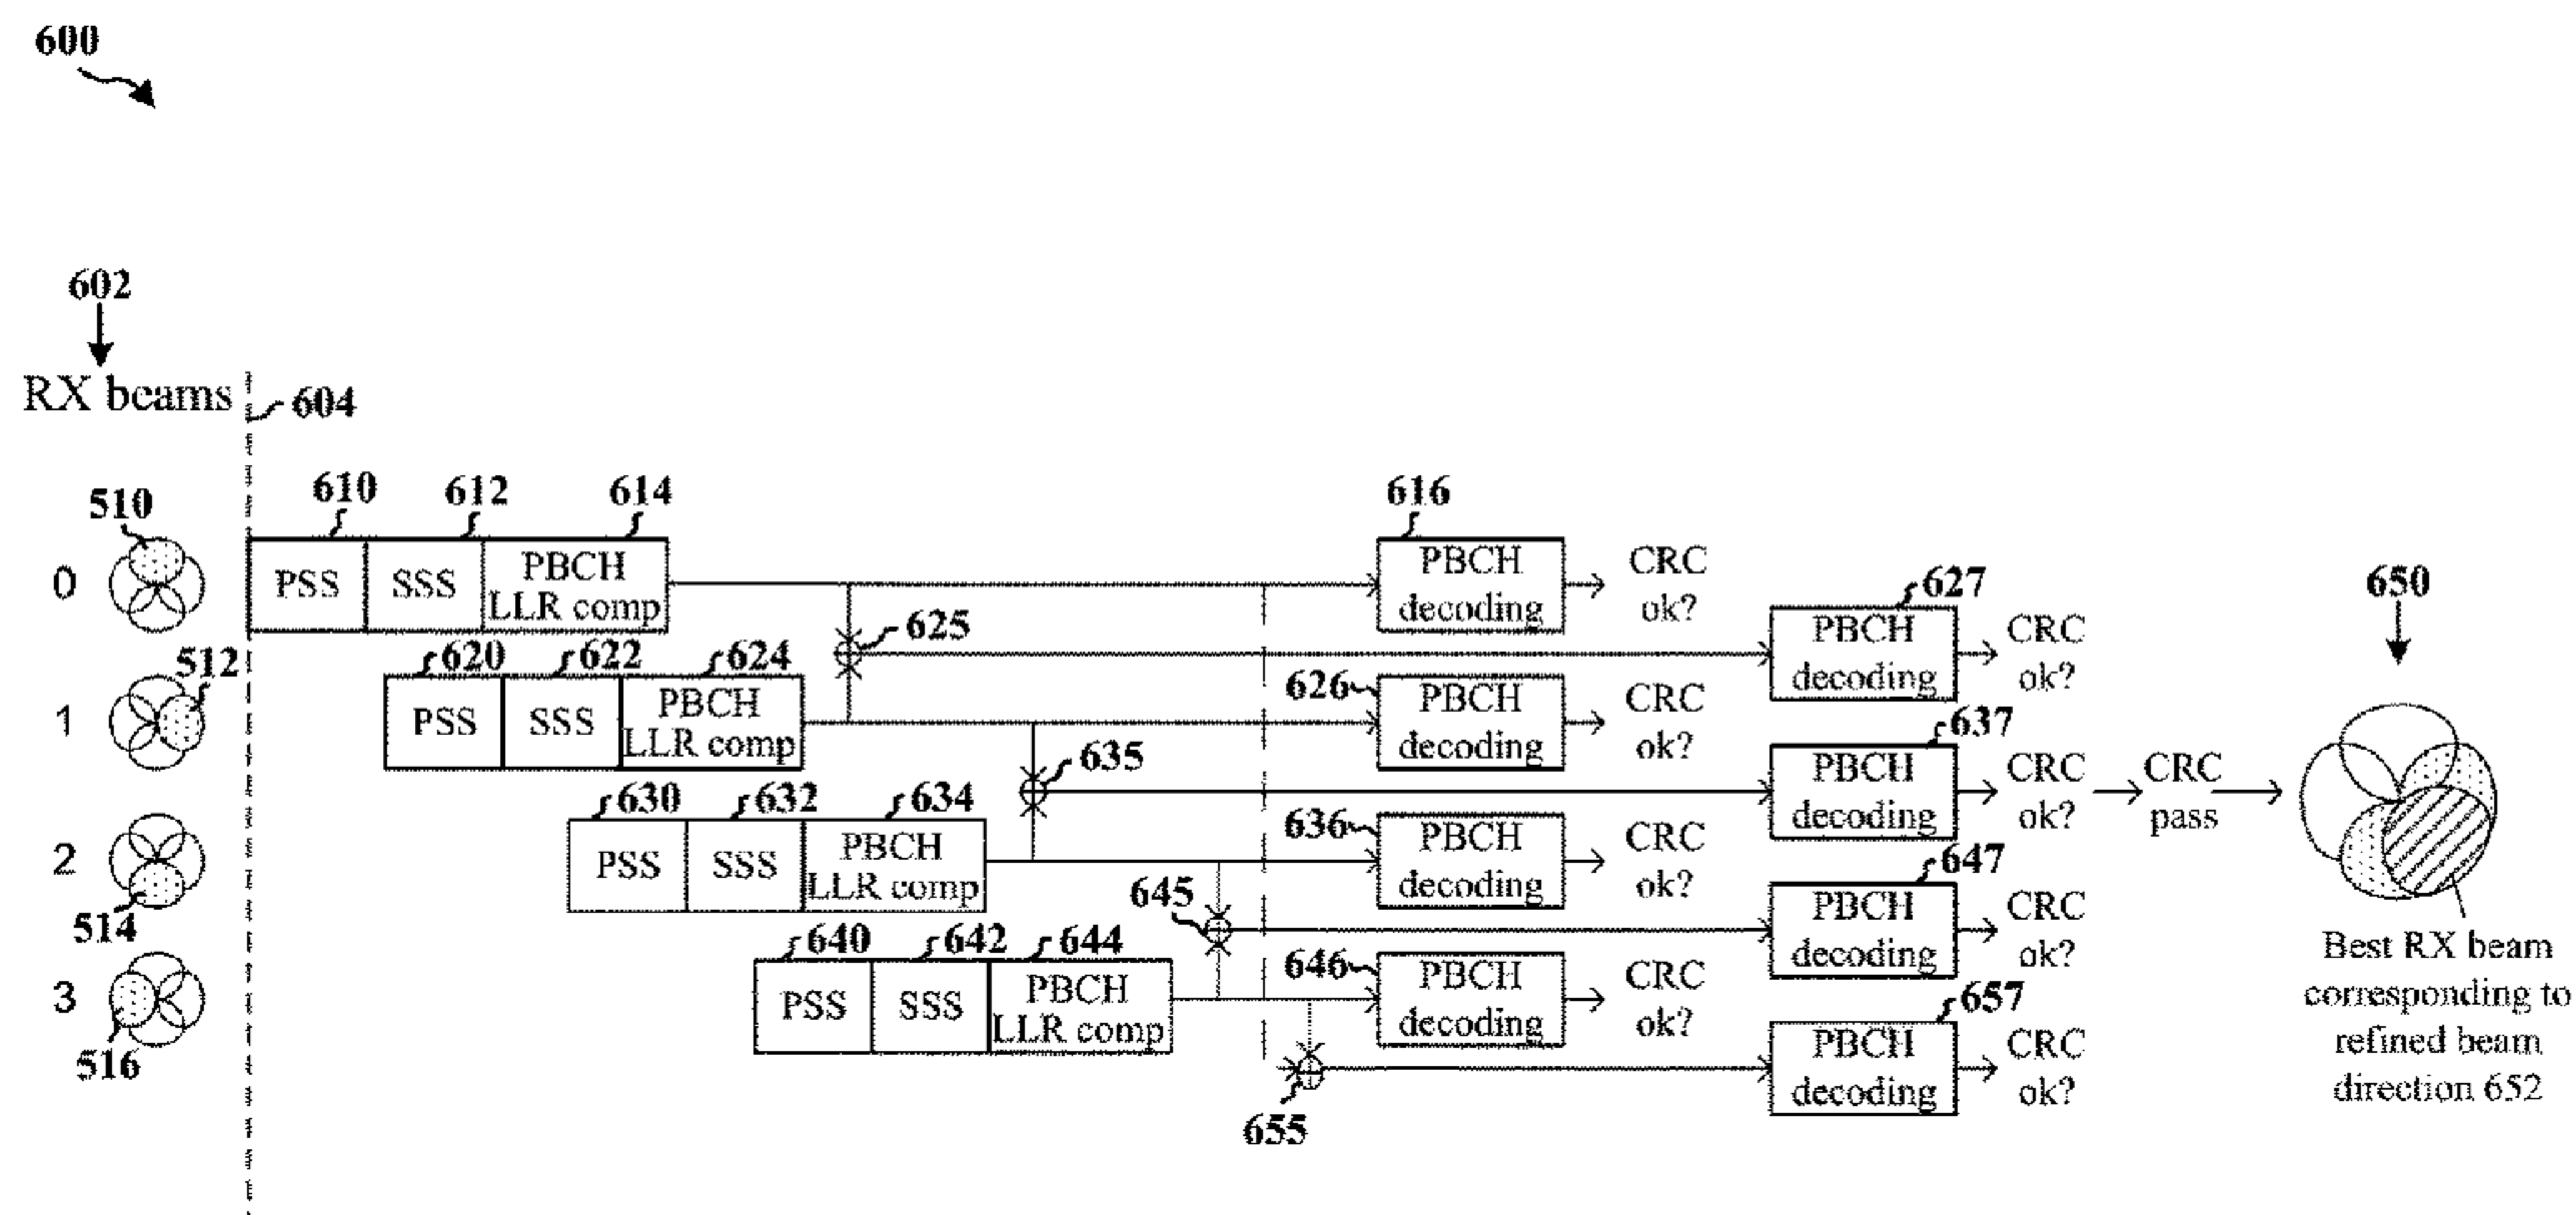 600
602
RX beams
604
510
610
612
614
616
0
PSS
SSS
PBCH
LLR comp
PBCH
decoding
CRC
ok?
625
627
PBCH
decoding
CRC
ok?
650
512
620
622
624
626
1
PSS
SSS
PBCH
LLR comp
PBCH
decoding
CRC
ok?
635
637
PBCH
decoding
CRC
ok?
CRC
pass
630
632
634
636
2
514
PSS
SSS
PBCH
LLR comp
PBCH
decoding
CRC
ok?
645
647
PBCH
decoding
CRC
ok?
640
642
644
646
3
516
PSS
SSS
PBCH
LLR comp
PBCH
decoding
CRC
ok?
655
657
PBCH
decoding
CRC
ok?
Best RX beam
corresponding to
refined beam
direction 652